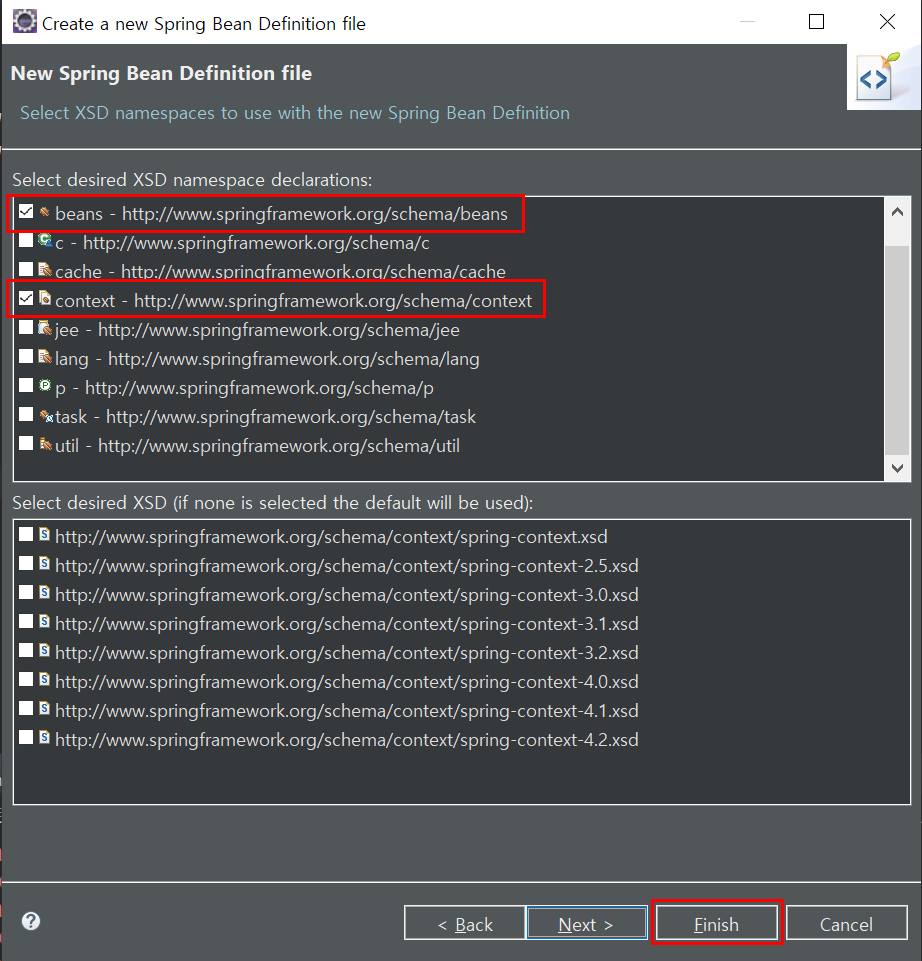 Create a new Spring Bean Definition file
New Spring Bean Definition file
Select XSD namespaces to use with the new Spring Bean Definition
Select desired XSD namespace declarations:
beans - http://www.springframework.org/schema/beans
c - http://www.springframework.org/schema/c
cache - http://www.springframework.org/schema/cache
context - http://www.springframework.org/schema/context
jee - http://www.springframework.org/schema/jee
lang - http://www.springframework.org/schema/lang
p - http://www.springframework.org/schema/p
task - http://www.springframework.org/schema/task
util - http://www.springframework.org/schema/util
Select desired XSD (if none is selected the default will be used):
http://www.springframework.org/schema/context/spring-context.xsd
http://www.springframework.org/schema/context/spring-context-2.5.xsd
http://www.springframework.org/schema/context/spring-context-3.0.xsd
http://www.springframework.org/schema/context/spring-context-3.1.xsd
http://www.springframework.org/schema/context/spring-context-3.2.xsd
http://www.springframework.org/schema/context/spring-context-4.0.xsd
http://www.springframework.org/schema/context/spring-context-4.1.xsd
http://www.springframework.org/schema/context/spring-context-4.2.xsd
< Back Next > Finish Cancel